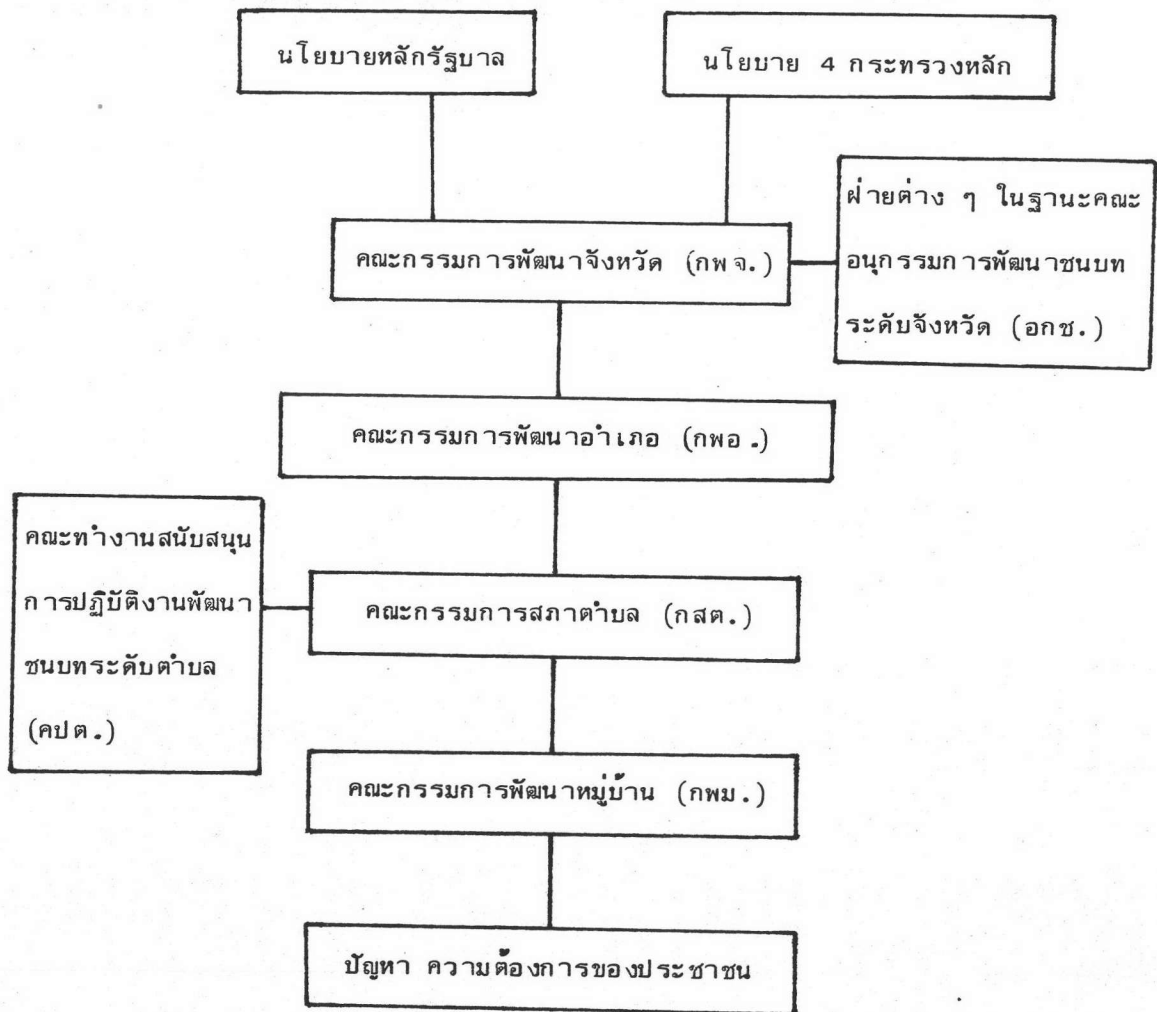 นโยบายหลักรัฐบาล
นโยบาย 4 กระทรวงหลัก
ฝ่ายต่าง ๆ ในฐานะคณะ
อนุกรรมการพัฒนาชนบท
ระดับจังหวัด (อกช.)
คณะกรรมการพัฒนาจังหวัด (กพจ.)
คณะกรรมการพัฒนาอำเภอ (กพอ.)
คณะทำงานสนับสนุน
การปฏิบัติงานพัฒนา
ชนบทระดับตำบล
(คปต.)
คณะกรรมการสภาตำบล (กสต.)
คณะกรรมการพัฒนาหมู่บ้าน (กพม.)
ปัญหา ความต้องการของประชาชน